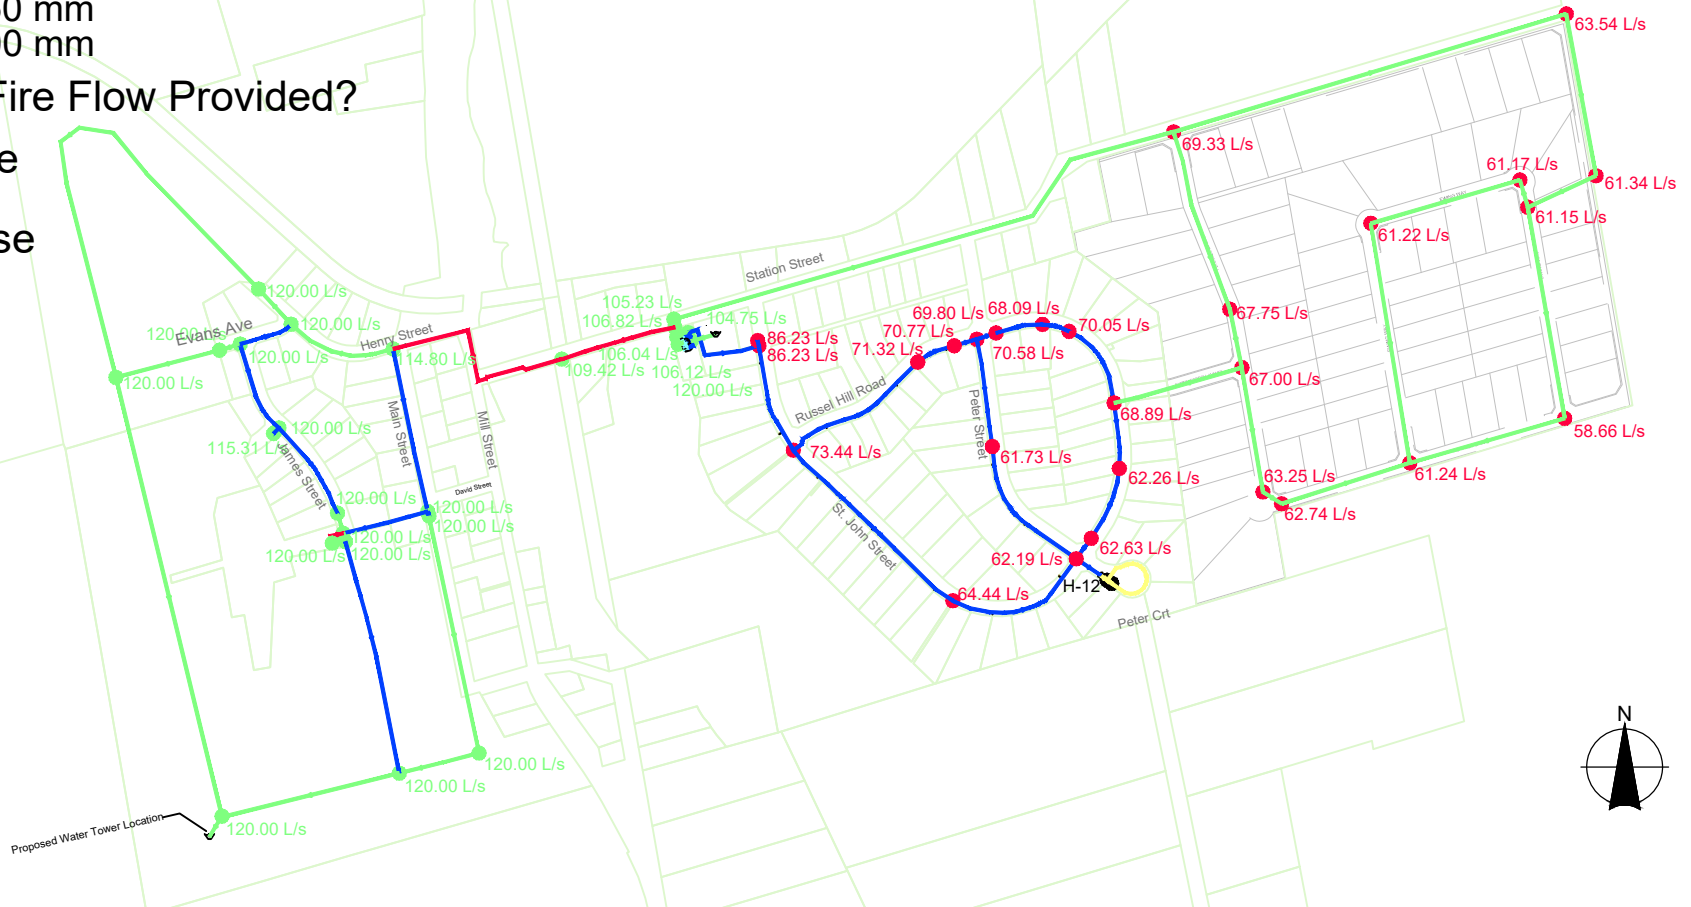 0 mm
00 mm
Fire Flow Provided?
e
se
63.54 L/s
69.33 L/s
61.17 L/s
61.34 L/s
61.15 L/s
61.22 L/s
Station Street
120.00 L/s
105.23 L/s
106.82 L/s
104.75 L/s
69.80 L/s
68.09 L/s
67.75 L/s
120.00 L/s
Evans Ave
120.00 L/s
Henry Street
70.77 L/s
70.05 L/s
86.23 L/s
86.23 L/s
71.32 L/s
70.58 L/s
120.00 L/s
14.80 L/s
106.04 L/s
109.42 L/s
106.12 L/s
120.00 L/s
120.00 L/s
67.00 L/s
Russel Hill Road
Peter Street
68.89 L/s
Main Street
Mill Street
120.00 L/s
115.31 L/s
James Street
73.44 L/s
61.73 L/s
58.66 L/s
62.26 L/s
61.24 L/s
63.25 L/s
62.74 L/s
David Street
120.00 L/s
120.00 L/s
120.00 L/s
120.00 L/s
120.00 L/s
120.00 L/s
St. John Street
62.63 L/s
62.19 L/s
H-12
64.44 L/s
Peter Crt
120.00 L/s
120.00 L/s
120.00 L/s
Proposed Water Tower Location
N